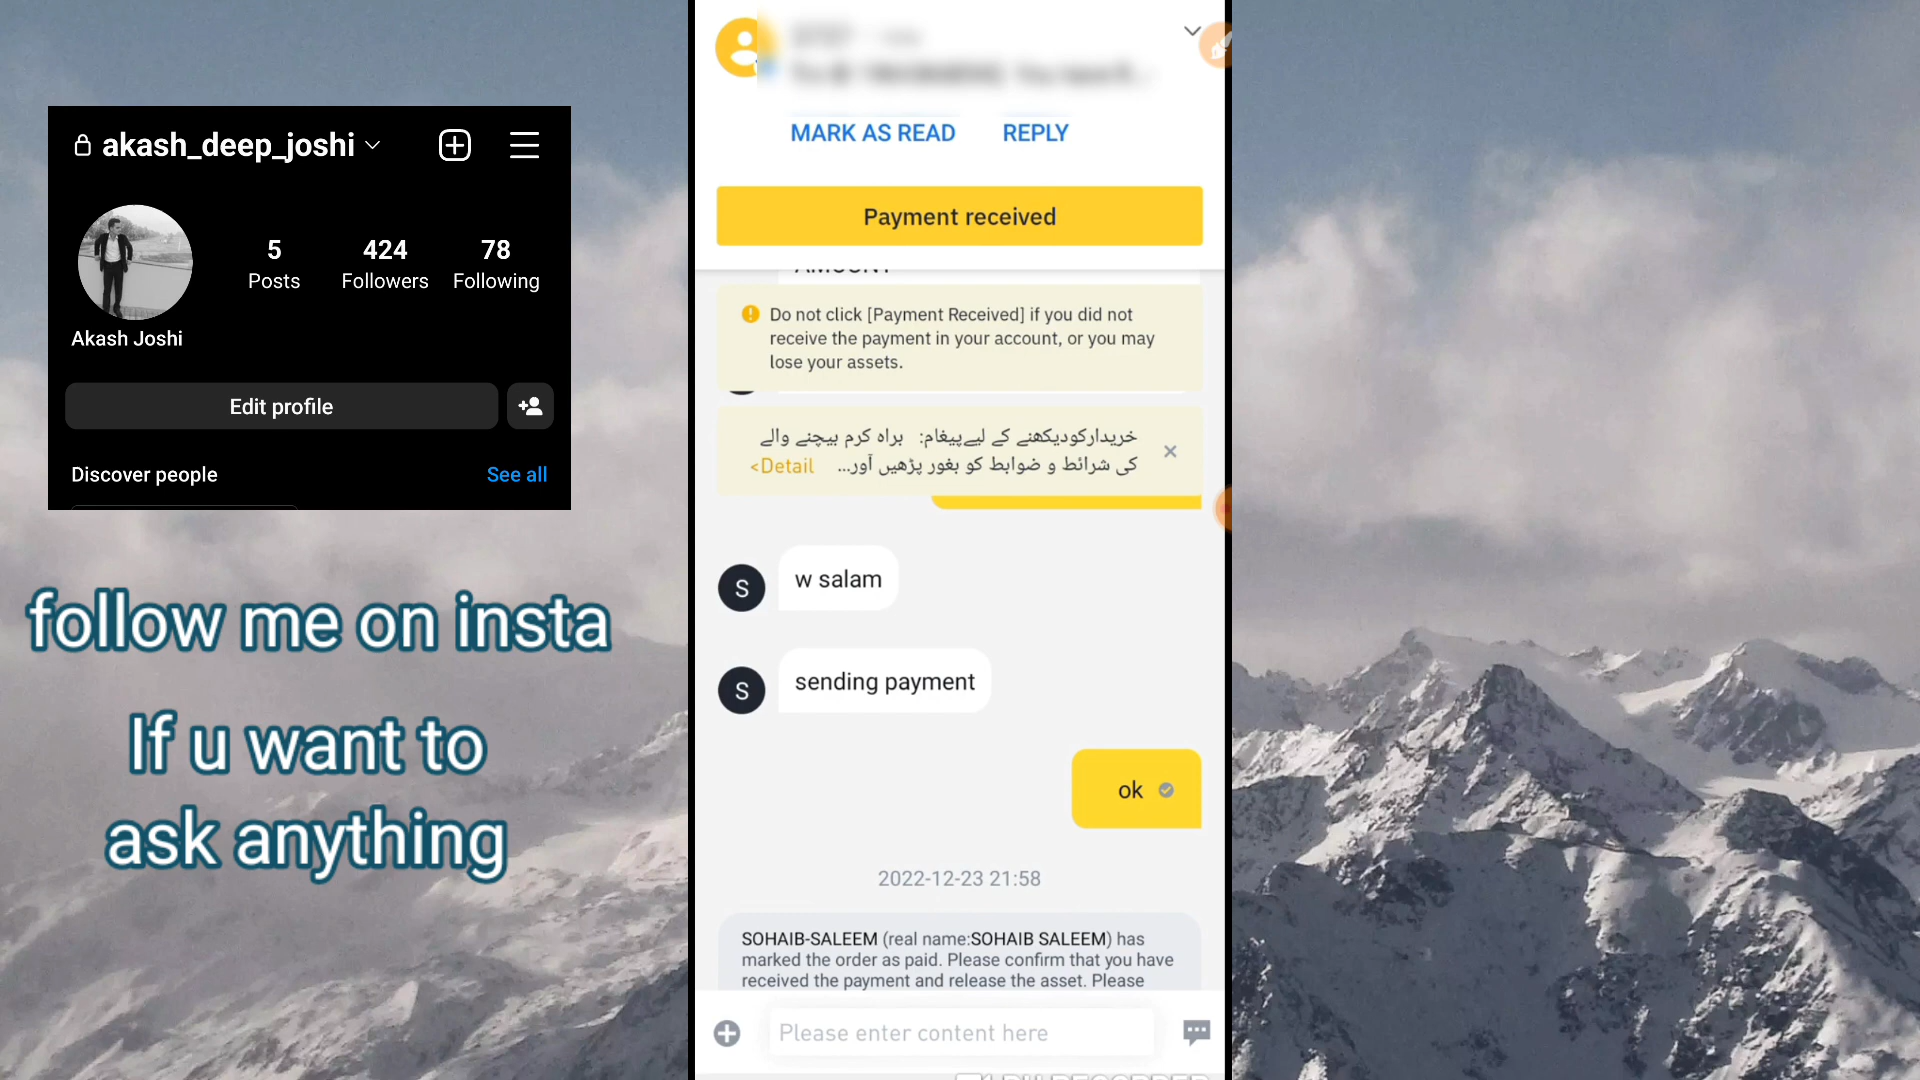 akash_deep_joshi
5
Posts
424
Followers
78
Following
Akash Joshi
Edit profile
Discover people
See all
follow me on insta
If u want to
ask anything
MARK AS READ
REPLY
Payment received
AMOUNT
Do not click [Payment Received] if you did not
receive the payment in your account, or you may
lose your assets.
خریدارکودیکھنے کے لیےپیغام: براہ کرم بیچنے والے
کی شرائط و ضوابط کو بغور پڑھیں آور...
<Detail
S
w salam
S
sending payment
ok
2022-12-23 21:58
SOHAIB-SALEEM (real name:SOHAIB SALEEM) has
marked the order as paid. Please confirm that you have
received the payment and release the asset. Please
Please enter content here